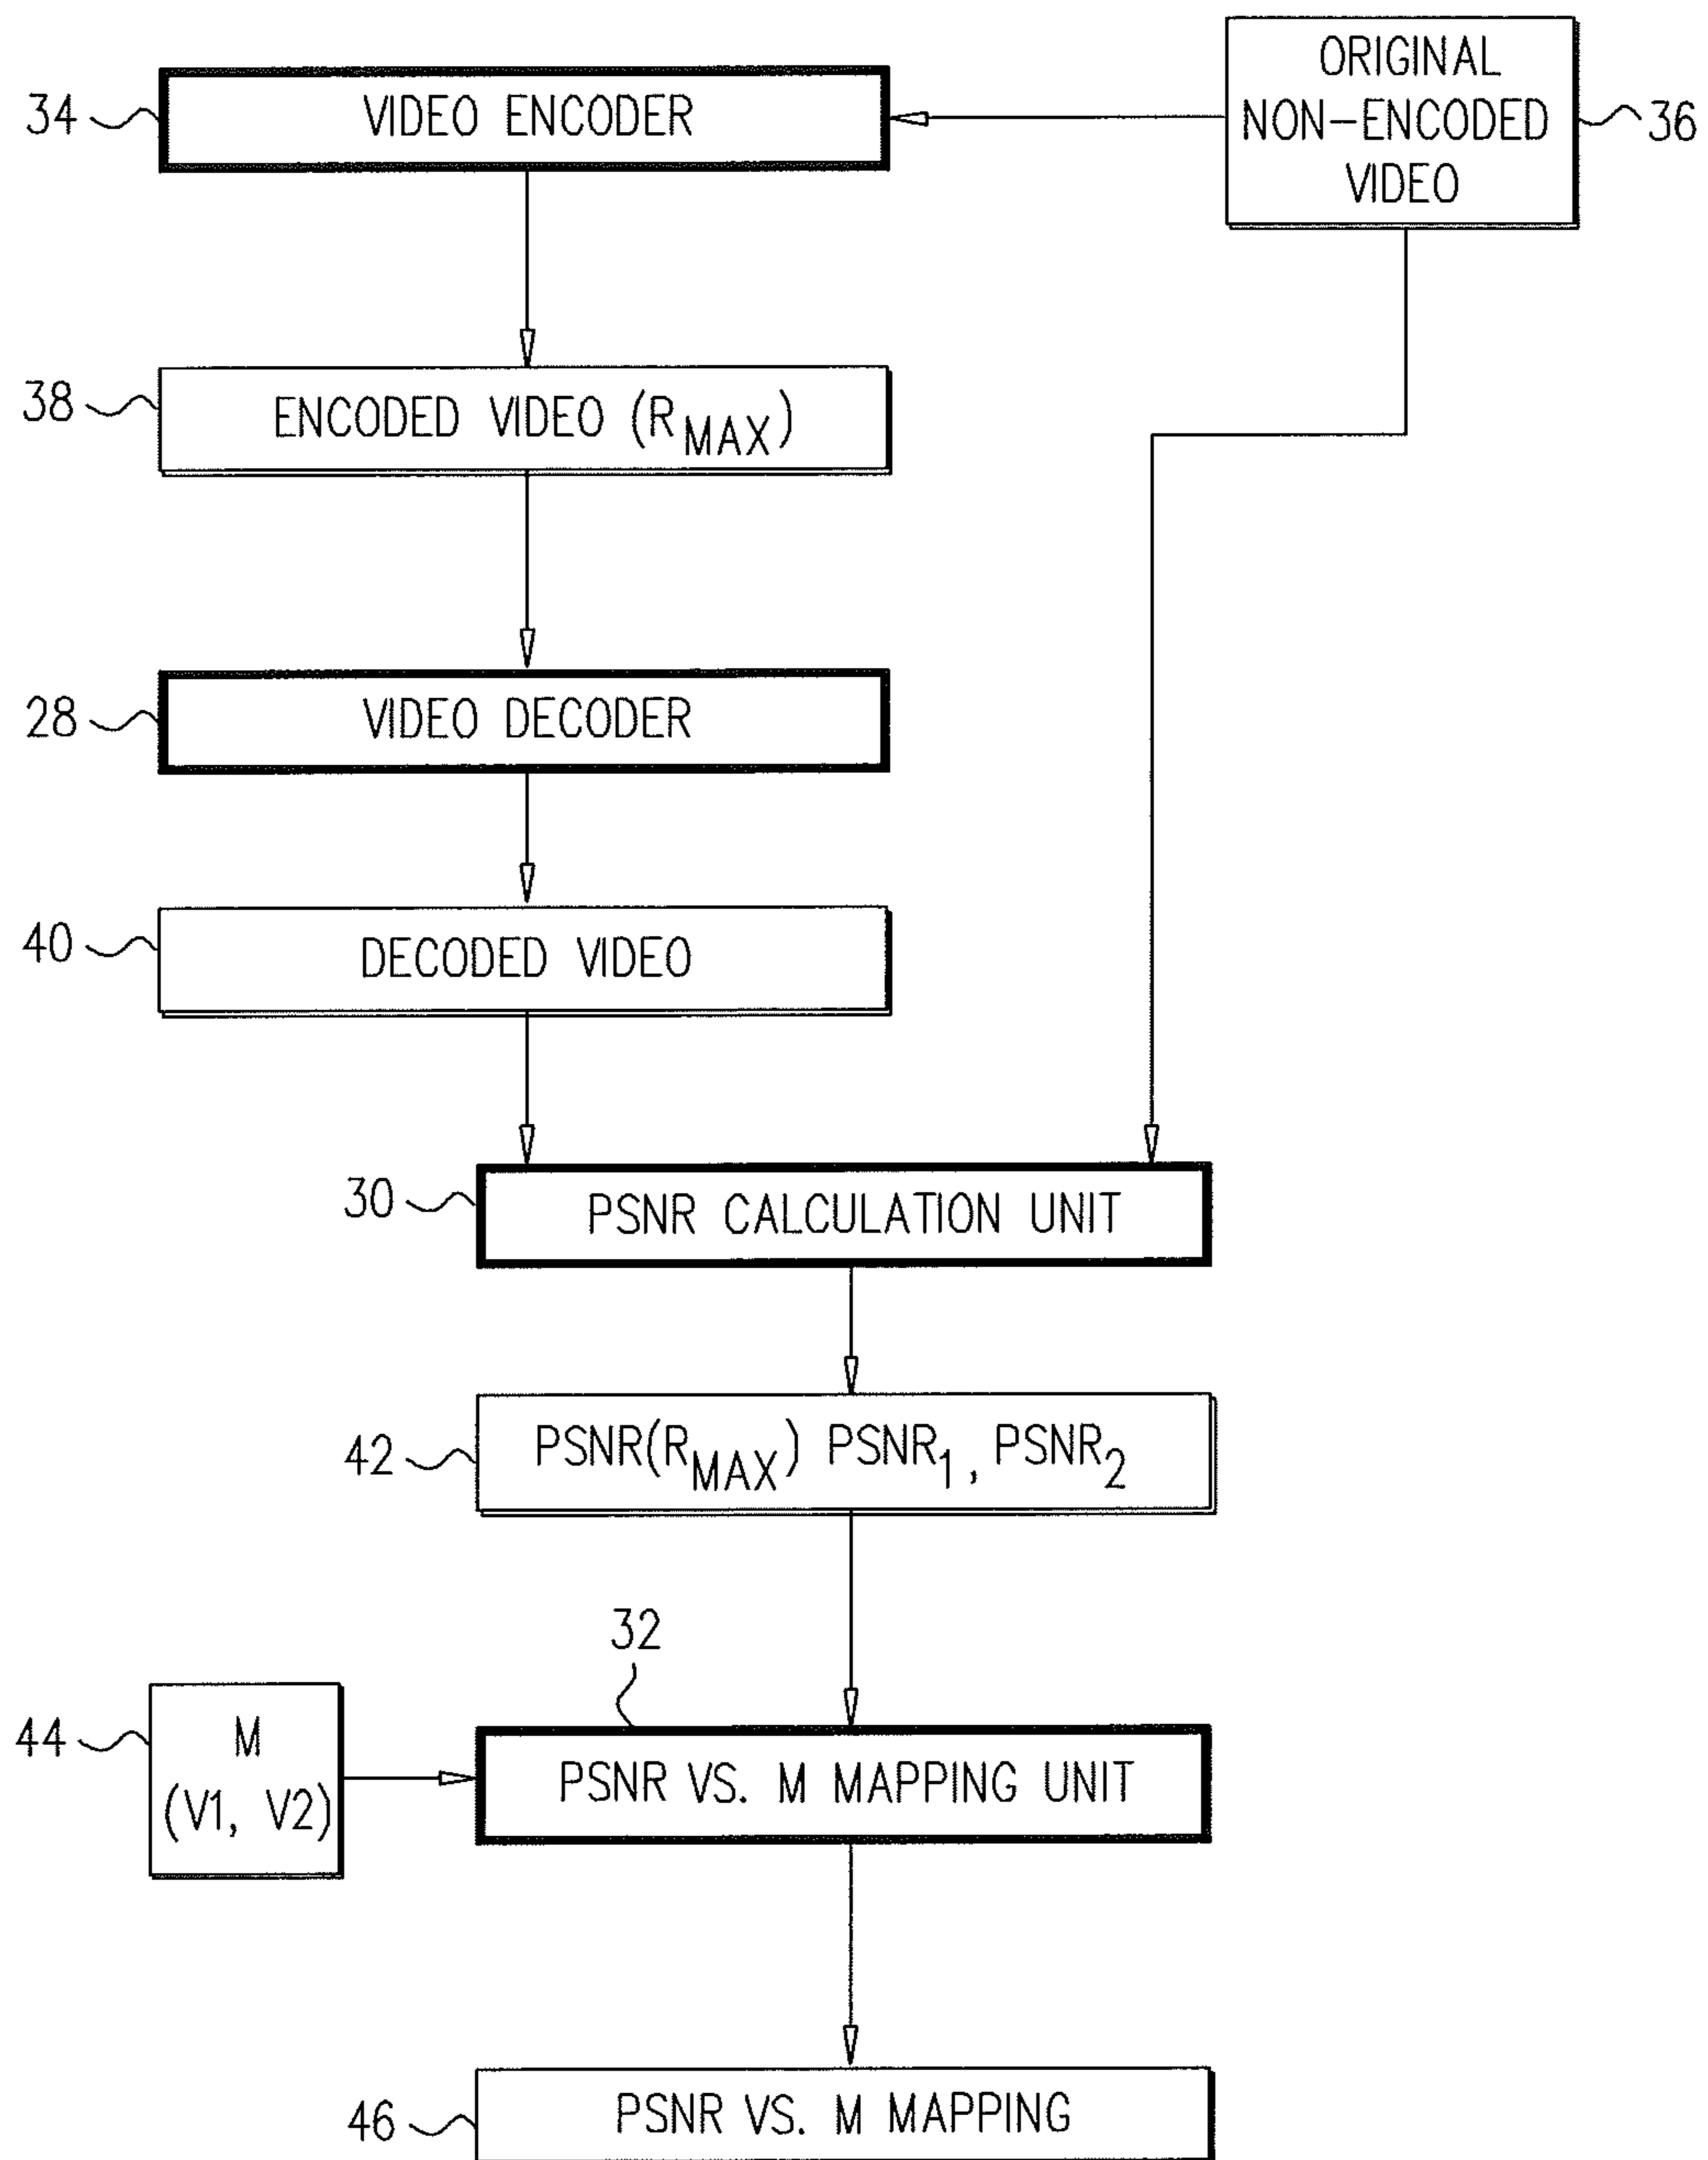 ORIGINAL
NON-ENCODED
VIDEO
36
34
VIDEO ENCODER
38
ENCODED VIDEO (RMAX)
28
VIDEO DECODER
40
DECODED VIDEO
30
PSNR CALCULATION UNIT
42
PSNR(RMAX) PSNR1, PSNR2
32
44
M
(V1, V2)
PSNR VS. M MAPPING UNIT
46
PSNR VS. M MAPPING